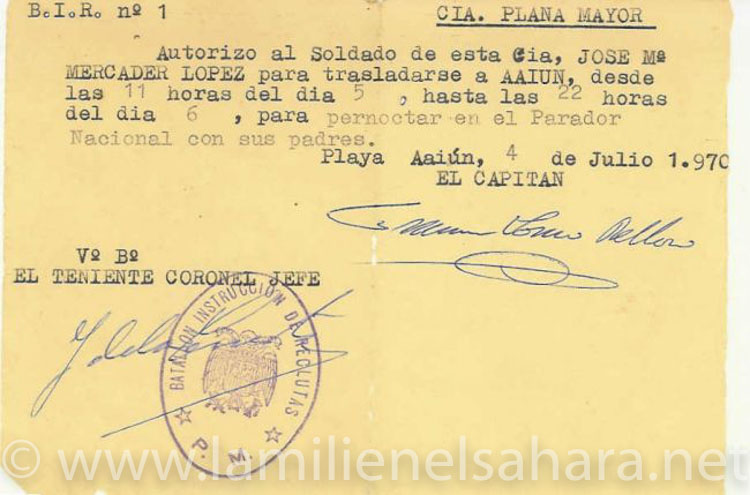 B.I.R. nº 1 CIA. PLANA MAYOR
Autorizo al Soldado de esta Cia, JOSE Mª
MERCADER LOPEZ para trasladarse a AAIUN, desde
las 11 horas del dia 5 , hasta las 22 horas
del dia 6 , para pernoctar en el Parador
Nacional con sus padres.
Playa Aaiún, 4 de Julio 1.970
EL CAPITAN
Vº Bº
EL TENIENTE CORONEL JEFE
BATALLON INSTRUCCIÓN DE RECLUTAS
P. M.
© www.lamilienelsahara.net